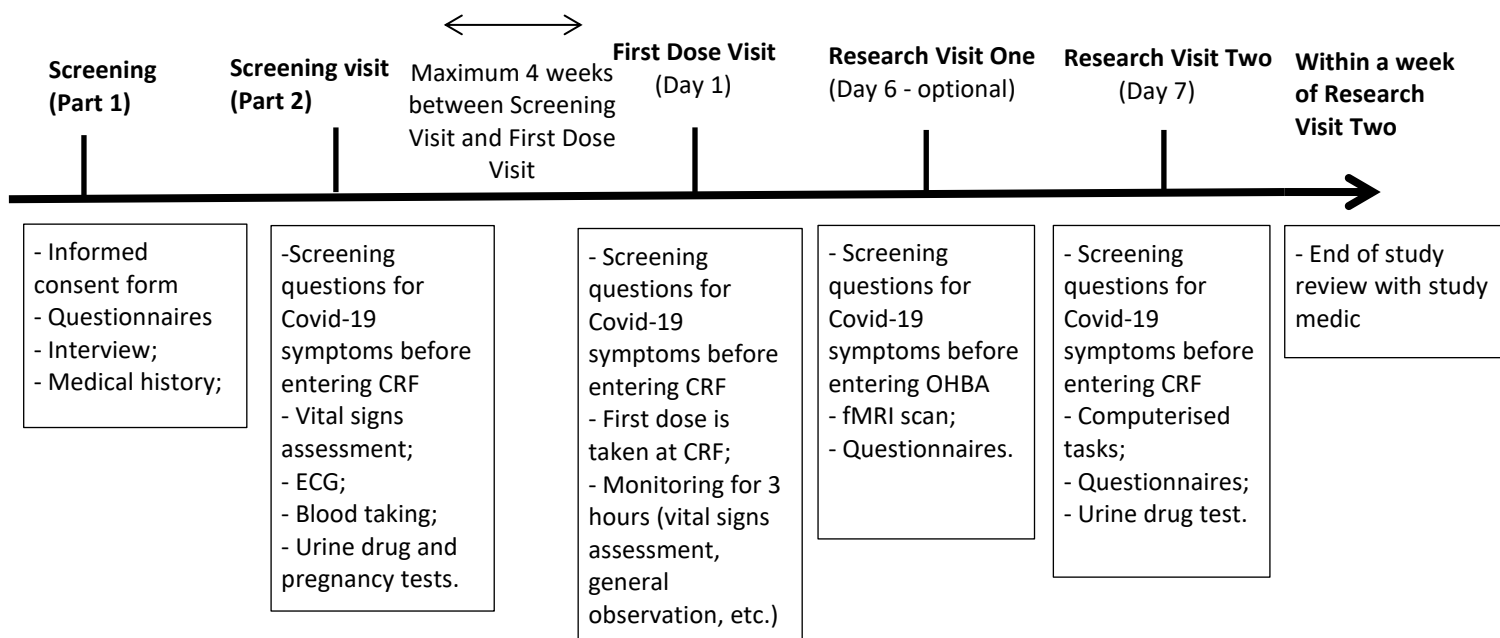 Screening
(Part 1)
Screening visit
(Part 2)
Maximum 4 weeks
between Screening
Visit and First Dose
Visit
First Dose Visit
(Day 1)
Research Visit One
(Day 6 - optional)
Research Visit Two
(Day 7)
Within a week
of Research
Visit Two
- Informed
consent form
- Questionnaires
- Interview;
- Medical history;
-Screening
questions for
Covid-19
symptoms before
entering CRF
- Vital signs
assessment;
- ECG;
- Blood taking;
- Urine drug and
pregnancy tests.
- Screening
questions for
Covid-19
symptoms before
entering CRF
- First dose is
taken at CRF;
- Monitoring for 3
hours (vital signs
assessment,
general
observation, etc.)
- Screening
questions for
Covid-19
symptoms before
entering OHBA
- fMRI scan;
- Questionnaires.
- Screening
questions for
Covid-19
symptoms before
entering CRF
- Computerised
tasks;
- Questionnaires;
- Urine drug test.
- End of study
review with study
medic